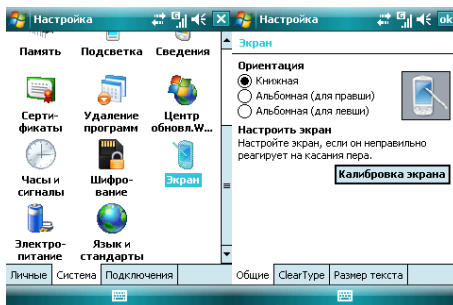 Настройка
Память Подсветка Сведения
Серти-
фикаты
Удаление
программ
Центр
обновл.W...
Часы и
сигналы
Шифро-
вание
Экран
Электро-
питание
Язык и
стандарты
Личные Система Подключения
Настройка ok
Экран
Ориентация
Книжная
Альбомная (для правши)
Альбомная (для левши)
Настроить экран
Настройте экран, если он неправильно
реагирует на касания пера.
Калибровка экрана
Общие ClearType Размер текста